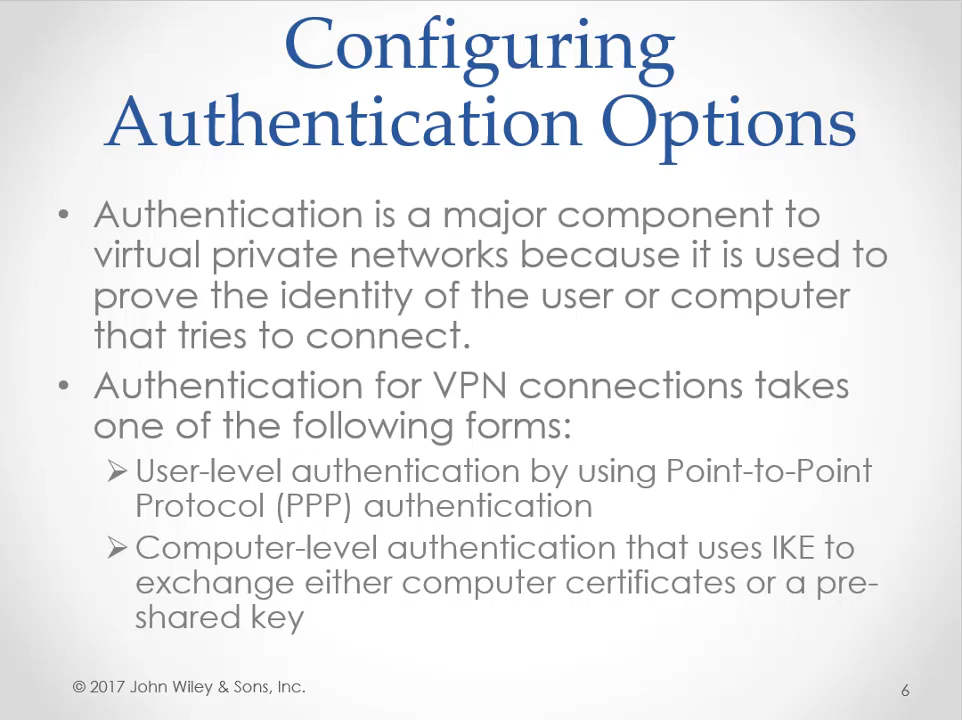 Configuring
Authentication Options
• Authentication is a major component to
virtual private networks because it is used to
prove the identity of the user or computer
that tries to connect.
• Authentication for VPN connections takes
one of the following forms:
➢ User-level authentication by using Point-to-Point
Protocol (PPP) authentication
➢ Computer-level authentication that uses IKE to
exchange either computer certificates or a pre-
shared key
© 2017 John Wiley & Sons, Inc.
6